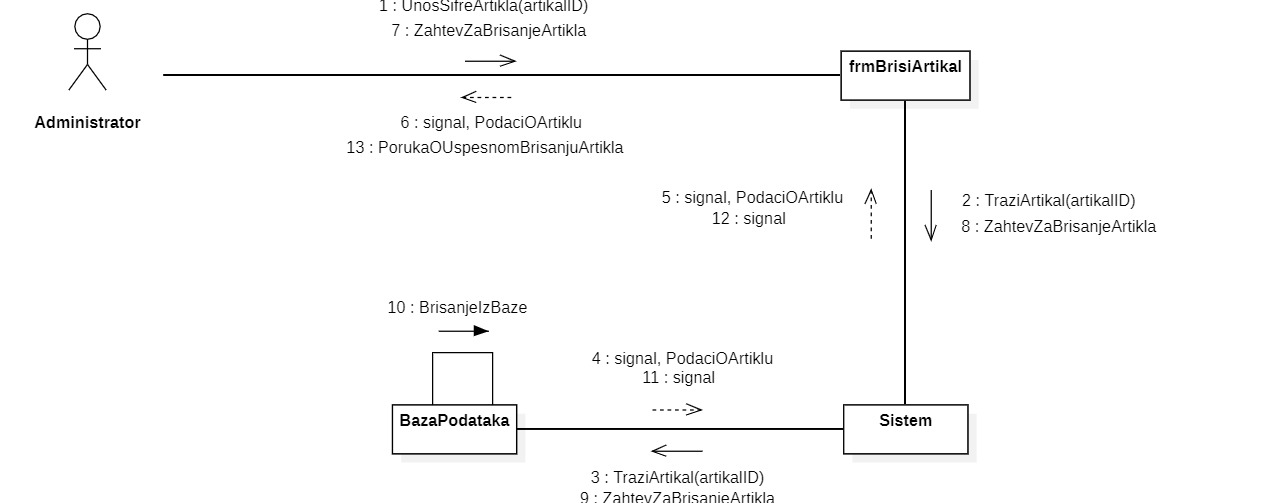 1 : UnosSifreArtikla(artikalID)
7 : ZahtevZaBrisanjeArtikla
frmBrisiArtikal
Administrator
6 : signal, PodaciOArtiklu
13 : PorukaOUspesnomBrisanjuArtikla
5 : signal, PodaciOArtiklu
12 : signal
2 : TraziArtikal(artikalID)
8 : ZahtevZaBrisanjeArtikla
10 : BrisanjeIzBaze
4 : signal, PodaciOArtiklu
11 : signal
BazaPodataka
Sistem
3 : TraziArtikal(artikalID)
9 : ZahtevZaBrisanjeArtikla